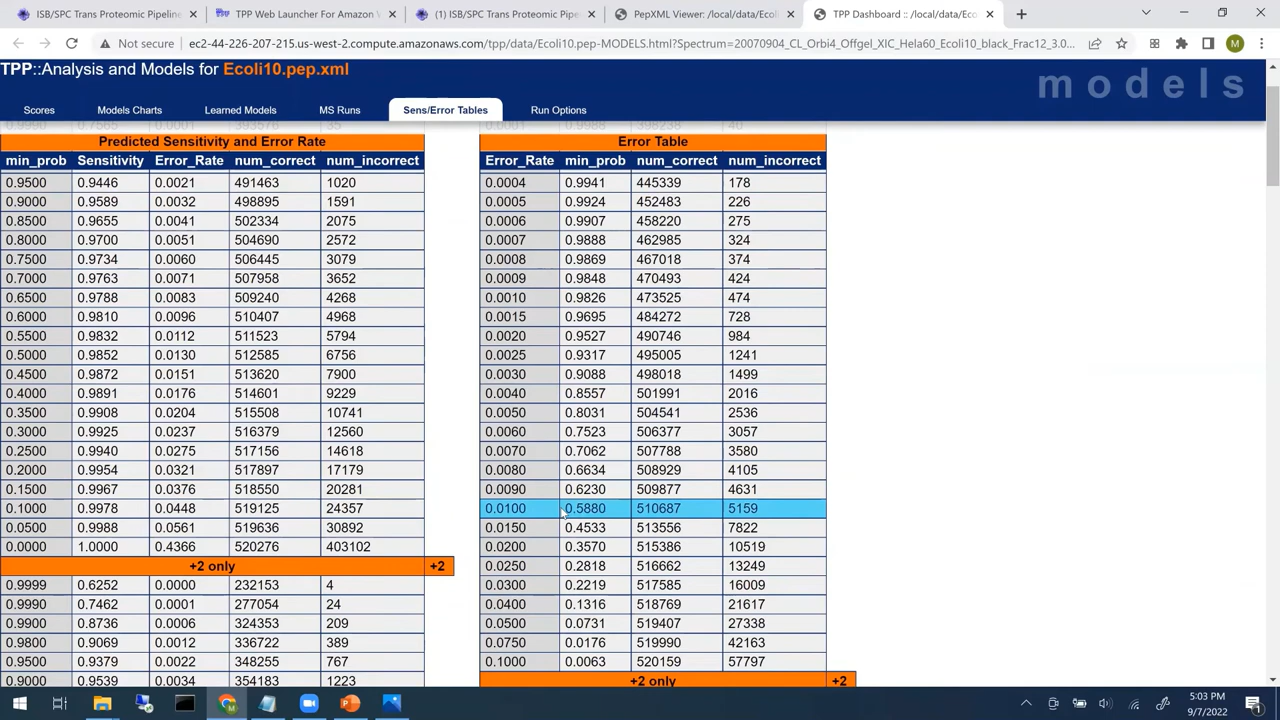 ISB/SPC Trans Proteomic Pipeline
TPP Web Launcher For Amazon
(1) ISB/SPC Trans Proteomic Pipe
PepXML Viewer: /local/data/Ecoli
TPP Dashboard :: /local/data/Eco
Not secure
ec2-44-226-207-215.us-west-2.compute.amazonaws.com/tpp/data/Ecoli10.pep-MODELS.html?Spectrum=20070904_CL_Orbi4_Offgel_XIC_Hela60_Ecoli10_black_Frac12_3.0...
M
TPP::Analysis and Models for Ecoli10.pep.xml
models
Scores Models Charts Learned Models MS Runs Sens/Error Tables Run Options
0.9990 0.7565 0.0001 393576 35 0.0001 0.9988 398238 40
Predicted Sensitivity and Error Rate Error Table
min_prob Sensitivity Error_Rate num_correct num_incorrect Error_Rate min_prob num_correct num_incorrect
0.9500 0.9446 0.0021 491463 1020 0.0004 0.9941 445339 178
0.9000 0.9589 0.0032 498895 1591 0.0005 0.9924 452483 226
0.8500 0.9655 0.0041 502334 2075 0.0006 0.9907 458220 275
0.8000 0.9700 0.0051 504690 2572 0.0007 0.9888 462985 324
0.7500 0.9734 0.0060 506445 3079 0.0008 0.9869 467018 374
0.7000 0.9763 0.0071 507958 3652 0.0009 0.9848 470493 424
0.6500 0.9788 0.0083 509240 4268 0.0010 0.9826 473525 474
0.6000 0.9810 0.0096 510407 4968 0.0015 0.9695 484272 728
0.5500 0.9832 0.0112 511523 5794 0.0020 0.9527 490746 984
0.5000 0.9852 0.0130 512585 6756 0.0025 0.9317 495005 1241
0.4500 0.9872 0.0151 513620 7900 0.0030 0.9088 498018 1499
0.4000 0.9891 0.0176 514601 9229 0.0040 0.8557 501991 2016
0.3500 0.9908 0.0204 515508 10741 0.0050 0.8031 504541 2536
0.3000 0.9925 0.0237 516379 12560 0.0060 0.7523 506377 3057
0.2500 0.9940 0.0275 517156 14618 0.0070 0.7062 507788 3580
0.2000 0.9954 0.0321 517897 17179 0.0080 0.6634 508929 4105
0.1500 0.9967 0.0376 518550 20281 0.0090 0.6230 509877 4631
0.1000 0.9978 0.0448 519125 24357 0.0100 0.5880 510687 5159
0.0500 0.9988 0.0561 519636 30892 0.0150 0.4533 513556 7822
0.0000 1.0000 0.4366 520276 403102 0.0200 0.3570 515386 10519
+2 only +2 0.0250 0.2818 516662 13249
0.9999 0.6252 0.0000 232153 4 0.0300 0.2219 517585 16009
0.9990 0.7462 0.0001 277054 24 0.0400 0.1316 518769 21617
0.9900 0.8736 0.0006 324353 209 0.0500 0.0731 519407 27338
0.9800 0.9069 0.0012 336722 389 0.0750 0.0176 519990 42163
0.9500 0.9379 0.0022 348255 767 0.1000 0.0063 520159 57797
0.9000 0.9539 0.0034 354183 1223 +2 only +2
5:03 PM
9/7/2022